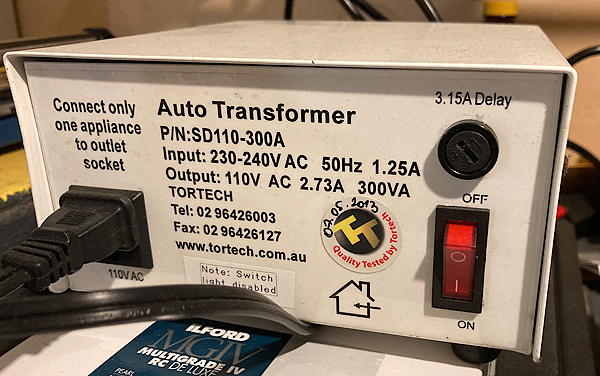 Connect only
one appliance
to outlet
socket
Auto Transformer
P/N:SD110-300A
Input: 230-240V AC 50Hz 1.25A
Output: 110V AC 2.73A 300VA
TORTECH
Tel: 02 96426003
Fax: 02 96426127
www.tortech.com.au
3.15A Delay
OFF
O
I
ON
07.05.2013
TT
Quality Tested by Tortech
110V AC
Note: Switch
light disabled
ILFORD
MGIV
MULTIGRADE IV
RC DE LUXE
PEARL